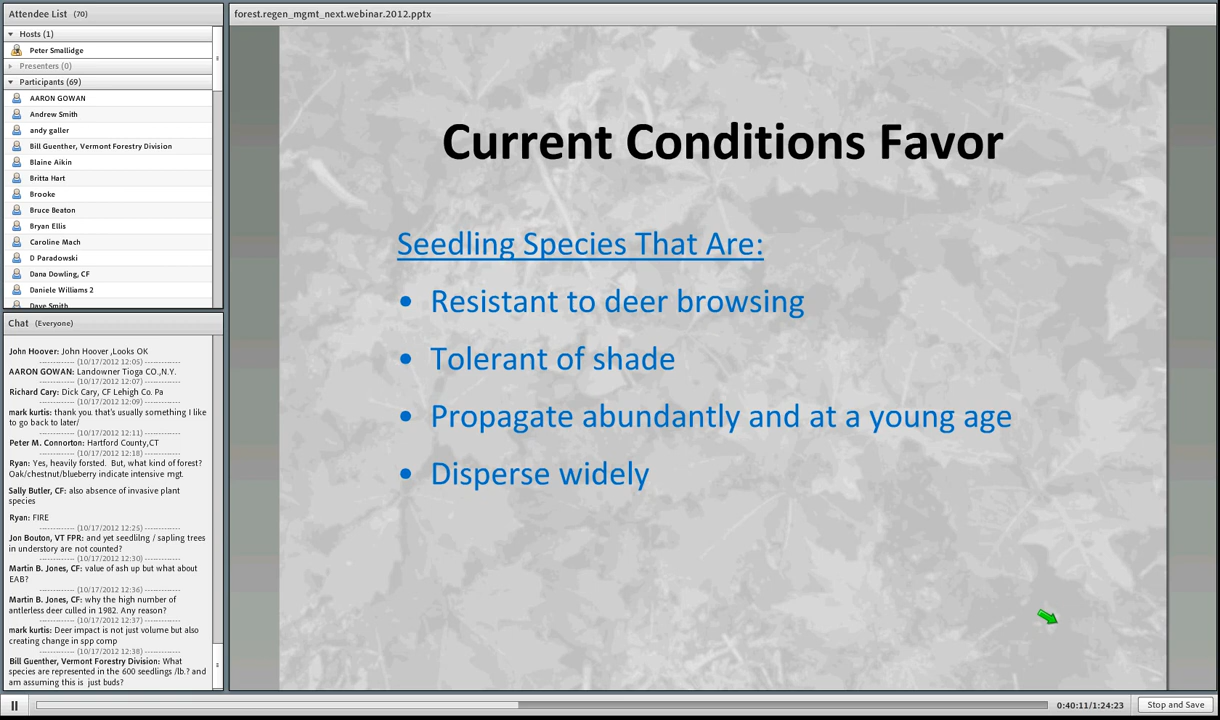 Attendee List (70)
Hosts (1)
Peter Smallidge
Presenters (0)
Participants (69)
AARON GOWAN
Andrew Smith
andy galler
Bill Guenther, Vermont Forestry Division
Blaine Aikin
Britta Hart
Brooke
Bruce Beaton
Bryan Ellis
Caroline Mach
D Paradowski
Dana Dowling, CF
Daniele Williams 2
Dave Smith
Chat (Everyone)
John Hoover: John Hoover ,Looks OK
------------- (10/17/2012 12:05) -------------
AARON GOWAN: Landowner Tioga CO.,N.Y.
------------- (10/17/2012 12:07) -------------
Richard Cary: Dick Cary, CF Lehigh Co. Pa
------------- (10/17/2012 12:09) -------------
mark kurtis: thank you that's usually something I like
to go back to later/
------------- (10/17/2012 12:11) -------------
Peter M. Connorton: Hartford County,CT
------------- (10/17/2012 12:18) -------------
Ryan: Yes, heavily forsted. But, what kind of forest?
Oak/chestnut/blueberry indicate intensive mgt.
Sally Butler, CF: also absence of invasive plant
species
Ryan: FIRE
------------- (10/17/2012 12:25) -------------
Jon Bouton, VT FPR: and yet seedlilng / sapling trees
in understory are not counted?
------------- (10/17/2012 12:30) -------------
Martin B. Jones, CF: value of ash up but what about
EAB?
------------- (10/17/2012 12:36) -------------
Martin B. Jones, CF: why the high number of
antlerless deer culled in 1982. Any reason?
------------- (10/17/2012 12:37) -------------
mark kurtis: Deer impact is not just volume but also
creating change in spp comp
------------- (10/17/2012 12:38) -------------
Bill Guenther, Vermont Forestry Division: What
species are represented in the 600 seedlings /lb.? and
am assuming this is just buds?
forest.regen_mgmt_next.webinar.2012.pptx
Current Conditions Favor
Seedling Species That Are:
• Resistant to deer browsing
• Tolerant of shade
• Propagate abundantly and at a young age
• Disperse widely
0:40:11/1:24:23
Stop and Save